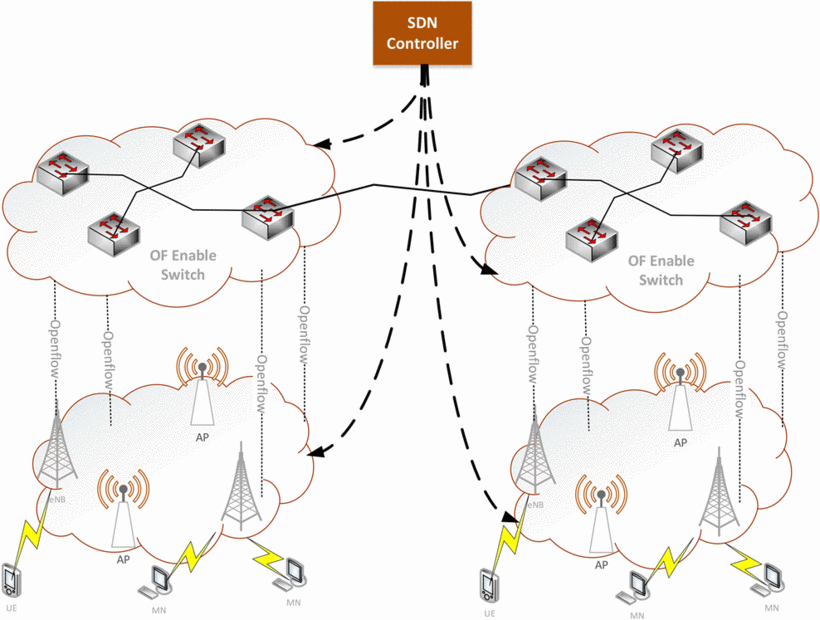 SDN
Controller
OF Enable
Switch
OF Enable
Switch
Openflow
Openflow
Openflow
Openflow
Openflow
Openflow
Openflow
Openflow
AP
AP
eNB
AP
AP
eNB
UE
MN
MN
UE
MN
MN